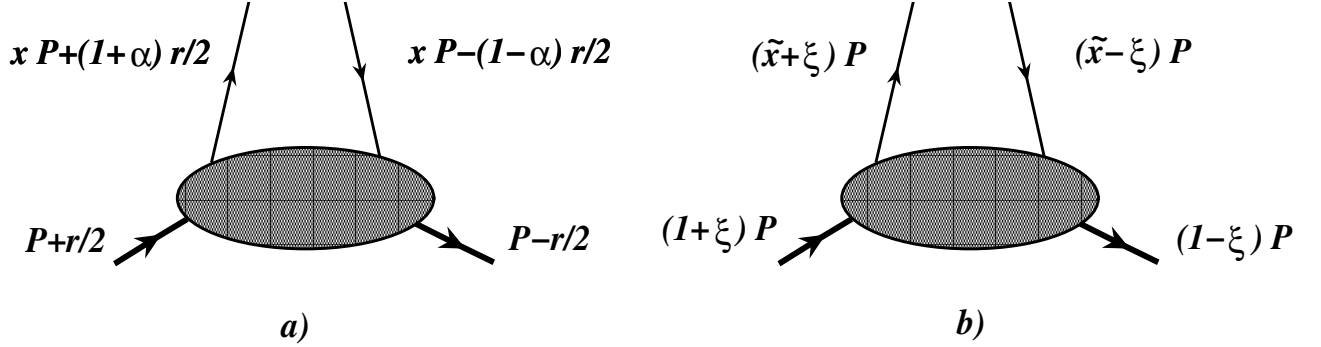 x P+(1+α) r/2
x P−(1−α) r/2
(x̃+ξ) P
(x̃−ξ) P
P+r/2
P−r/2
(1+ξ) P
(1−ξ) P
a)
b)